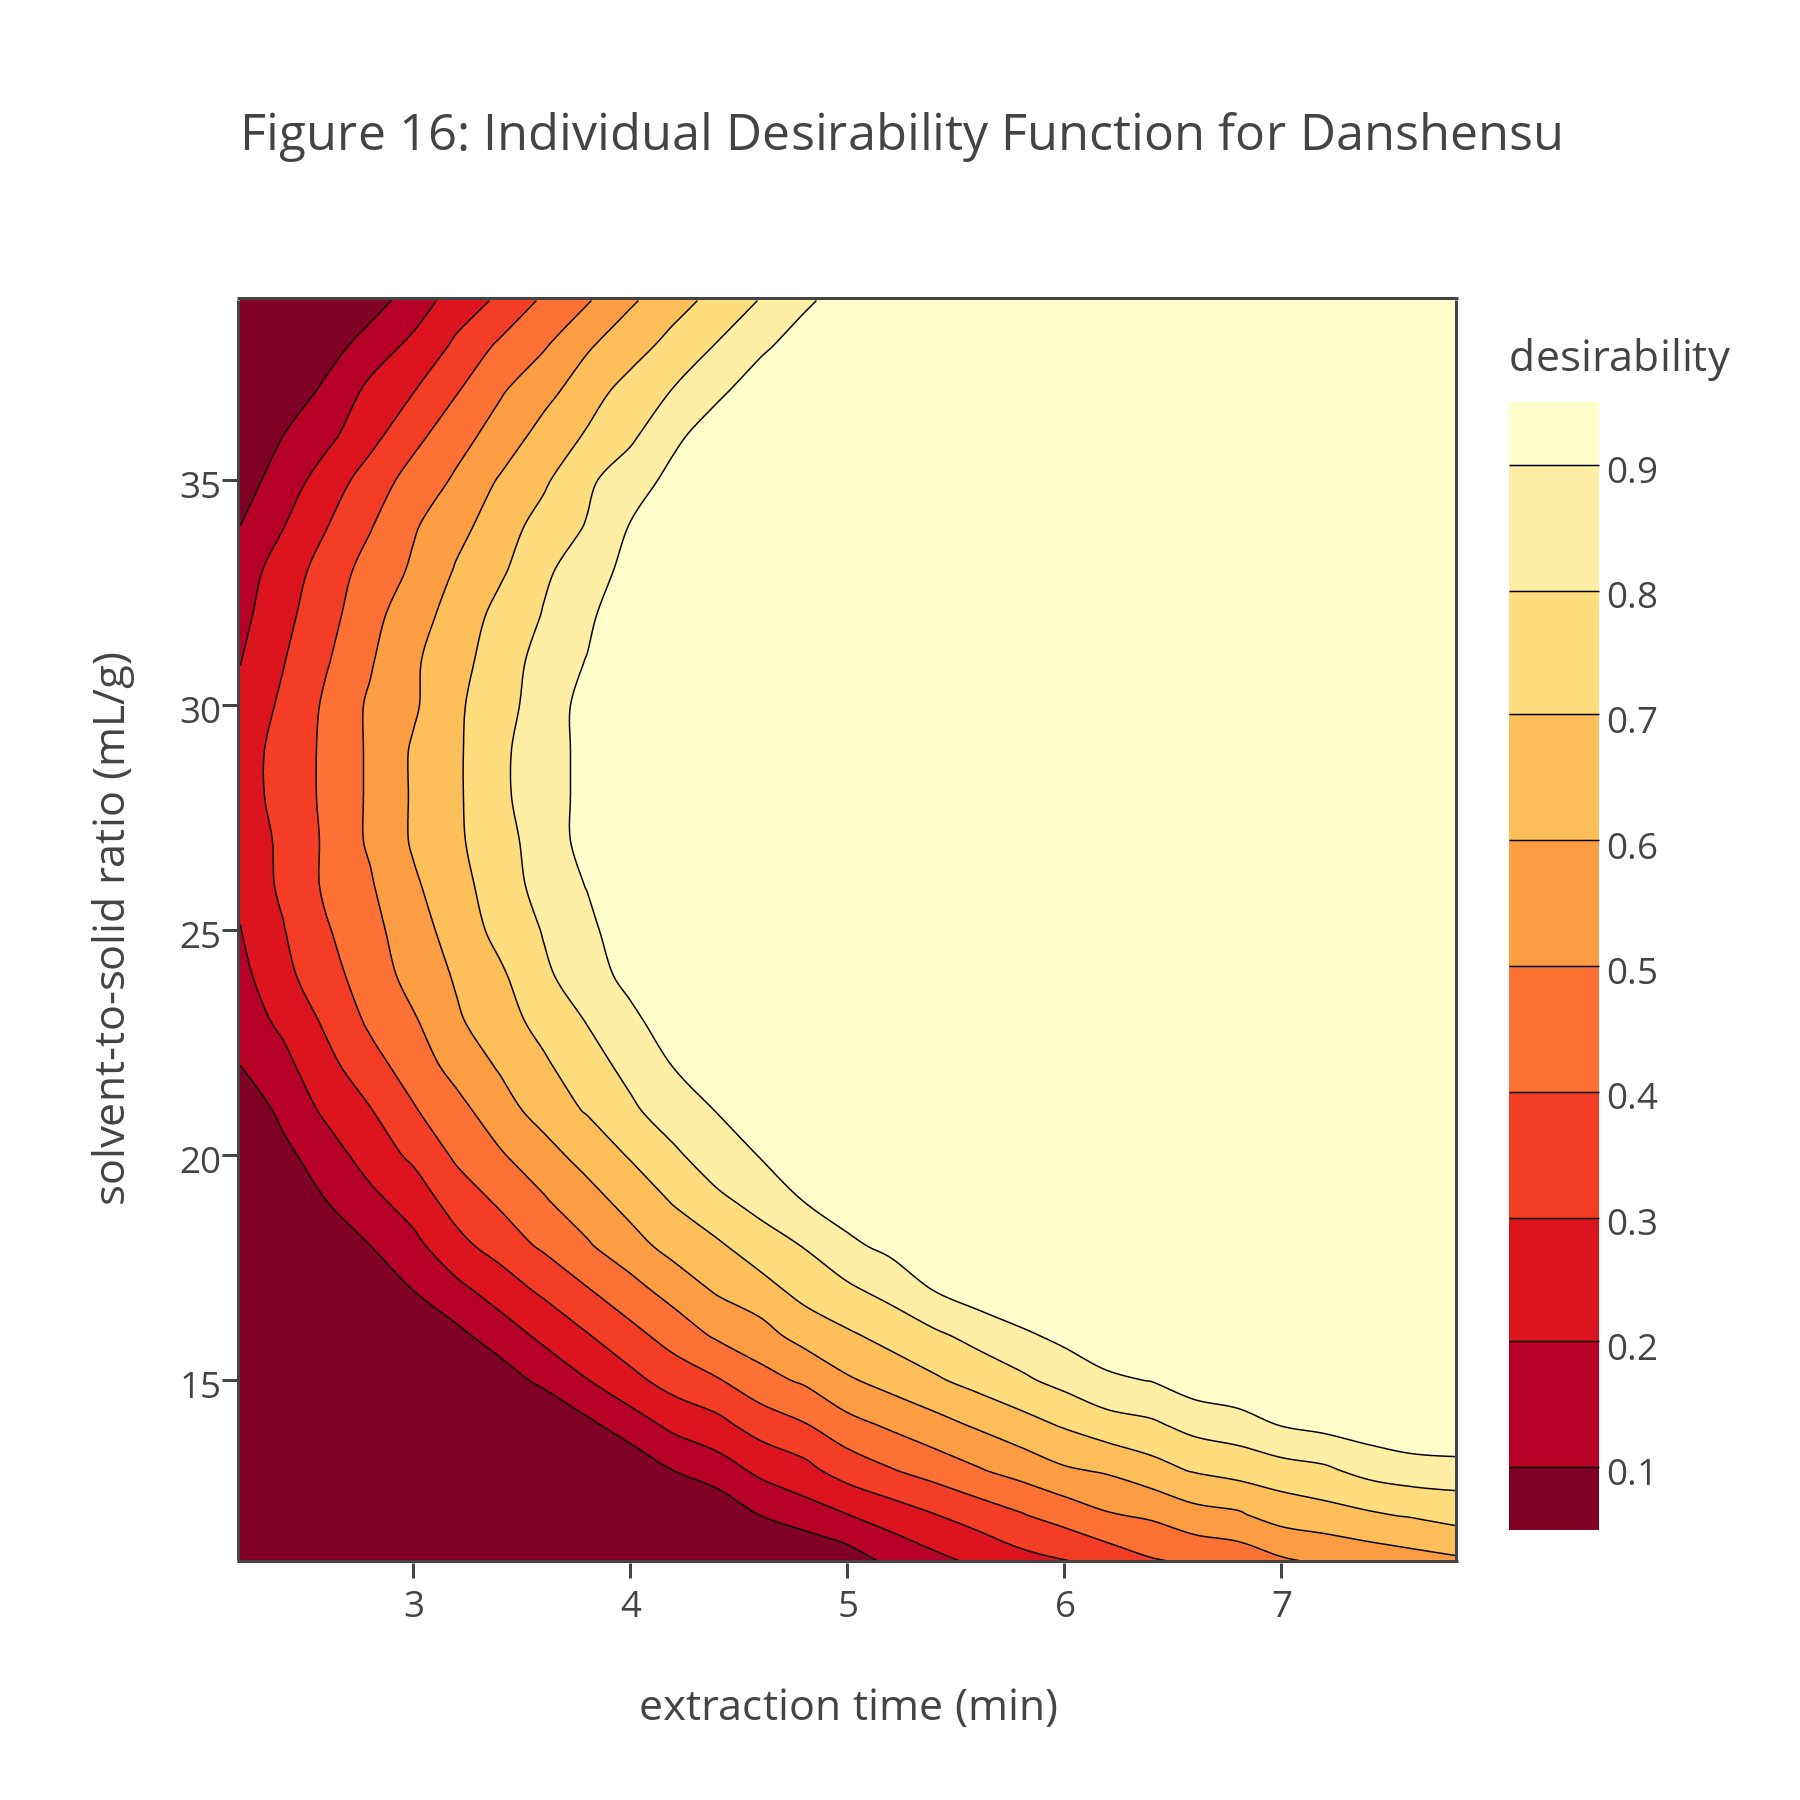 Figure 16: Individual Desirability Function for Danshensu
desirability
0.9
0.8
0.7
0.6
0.5
0.4
0.3
0.2
0.1
solvent-to-solid ratio (mL/g)
35
30
25
20
15
3 4 5 6 7
extraction time (min)